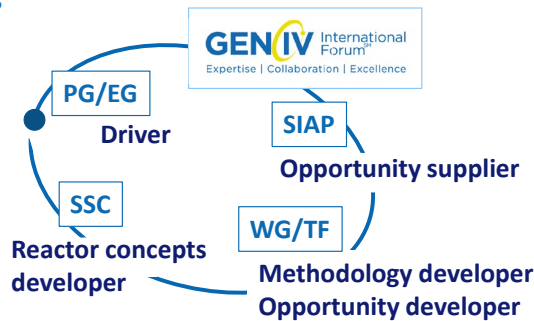 GEN IV International
Forum℠
Expertise | Collaboration | Excellence
PG/EG
Driver
SIAP
Opportunity supplier
SSC
Reactor concepts
developer
WG/TF
Methodology developer
Opportunity developer